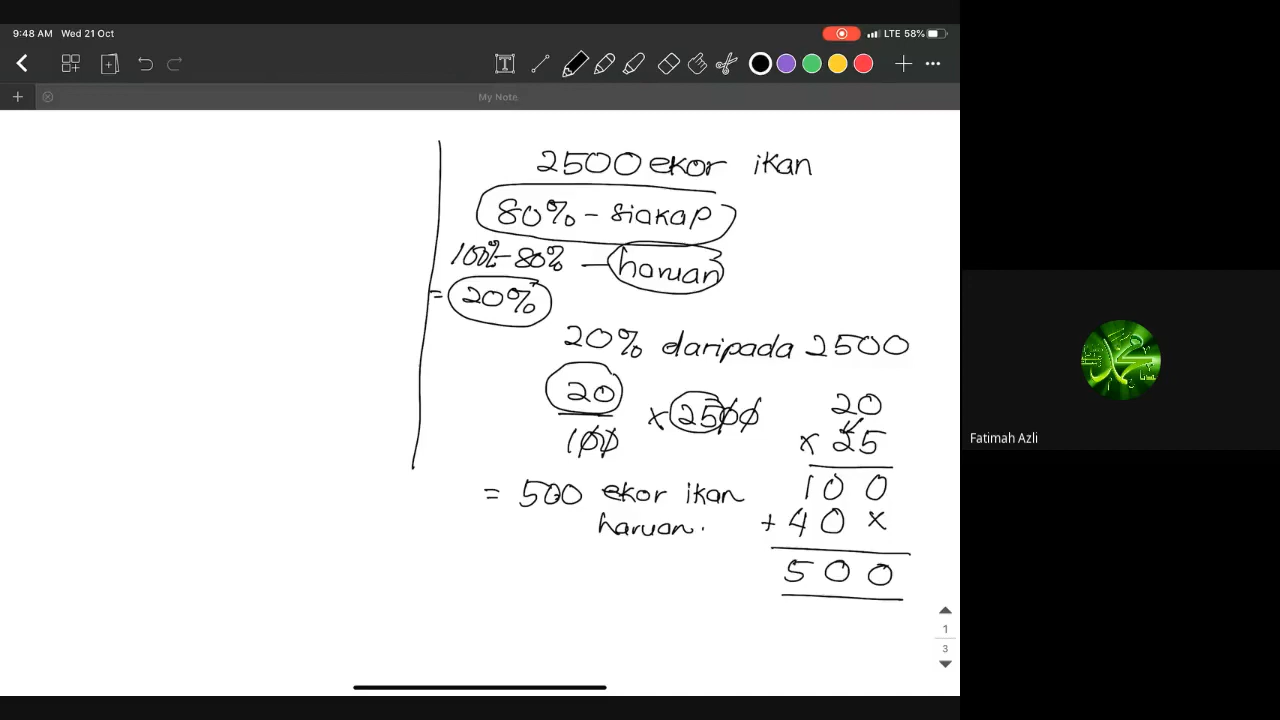 9:48 AM Wed 21 Oct
LTE 58%
My Note
2500 ekor ikan
80% - siakap
100% - 80% - haruan
= 20%
20% daripada 2500
20
100
x 2500
= 500 ekor ikan
haruan.
20
x 25
100
+ 40x
500
1
3
Fatimah Azli